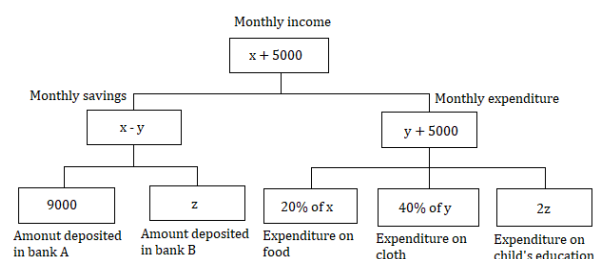 Monthly income
x + 5000
Monthly savings
Monthly expenditure
x - y
y + 5000
9000
z
20% of x
40% of y
2z
Amonut deposited
in bank A
Amount deposited
in bank B
Expenditure on
food
Expenditure on
cloth
Expenditure on
child's education